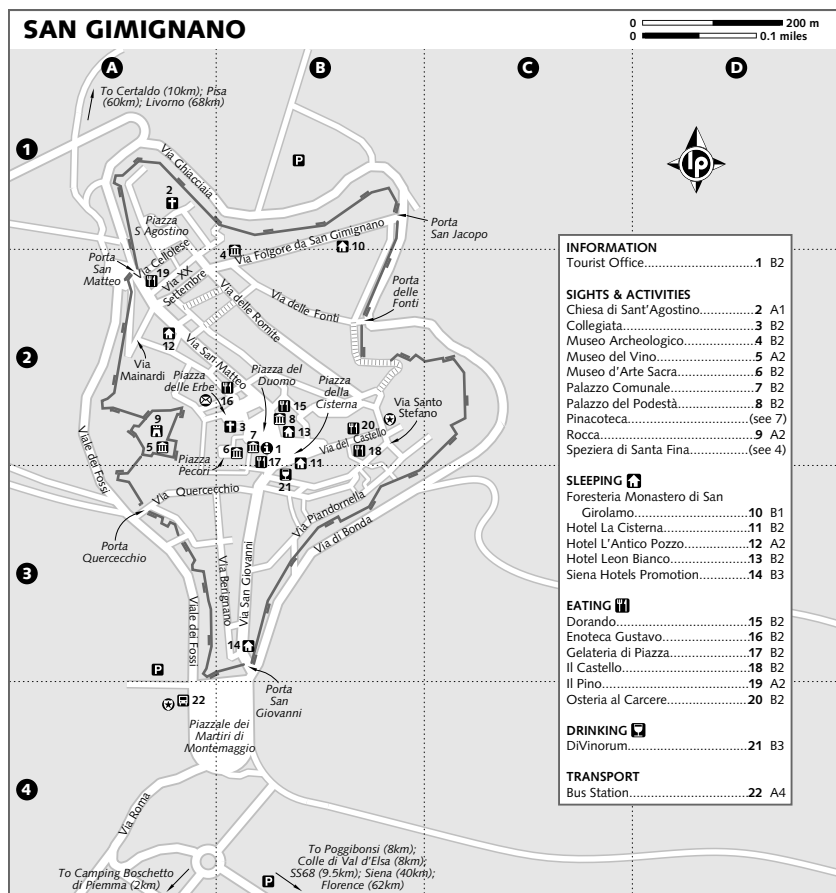 SAN GIMIGNANO
0 200 m
0 0.1 miles
A B C D
To Certaldo (10km); Pisa
(60km); Livorno (68km)
1
Via Ghiacciaia
P
lp
2
Piazza
S Agostino
Porta
San Jacopo
4
Via Folgore da San Gimignano
10
Via Cellolese
Porta
San
Matteo
19
Via XX
Settembre
Porta
delle
Fonti
Via delle Romite
Via delle Fonti
12
2
Via
Mainardi
Via San Matteo
Piazza
delle Erbe
Piazza del
Duomo
Piazza
della
Cisterna
16
15
8
Via Santo
Stefano
9
3
13
20
7
1
Via del Castello
5
6
17
11
18
Piazza
Pecori
21
Viale dei Fossi
Via Quercecchio
Via Piandornella
Via di Bonda
Porta
Quercecchio
3
Via Berignano
Via San Giovanni
Viale dei Fossi
14
P
Porta
San
Giovanni
22
Piazzale dei
Martiri di
Montemaggio
4
Via Roma
To Camping Boschetto
di Piemma (2km)
P
To Poggibonsi (8km);
Colle di Val d'Elsa (8km);
SS68 (9.5km); Siena (40km);
Florence (62km)
INFORMATION
Tourist Office..............................1 B2
SIGHTS & ACTIVITIES
Chiesa di Sant'Agostino..............2 A1
Collegiata..................................3 B2
Museo Archeologico...................4 B2
Museo del Vino..........................5 A2
Museo d'Arte Sacra....................6 B2
Palazzo Comunale......................7 B2
Palazzo del Podestà....................8 B2
Pinacoteca............................(see 7)
Rocca........................................9 A2
Speziera di Santa Fina............(see 4)
SLEEPING
Foresteria Monastero di San
Girolamo................................10 B1
Hotel La Cisterna......................11 B2
Hotel L'Antico Pozzo................12 A2
Hotel Leon Bianco....................13 B2
Siena Hotels Promotion............14 B3
EATING
Dorando..................................15 B2
Enoteca Gustavo......................16 B2
Gelateria di Piazza...................17 B2
Il Castello................................18 B2
Il Pino.....................................19 A2
Osteria al Carcere....................20 B2
DRINKING
DiVinorum...............................21 B3
TRANSPORT
Bus Station..............................22 A4